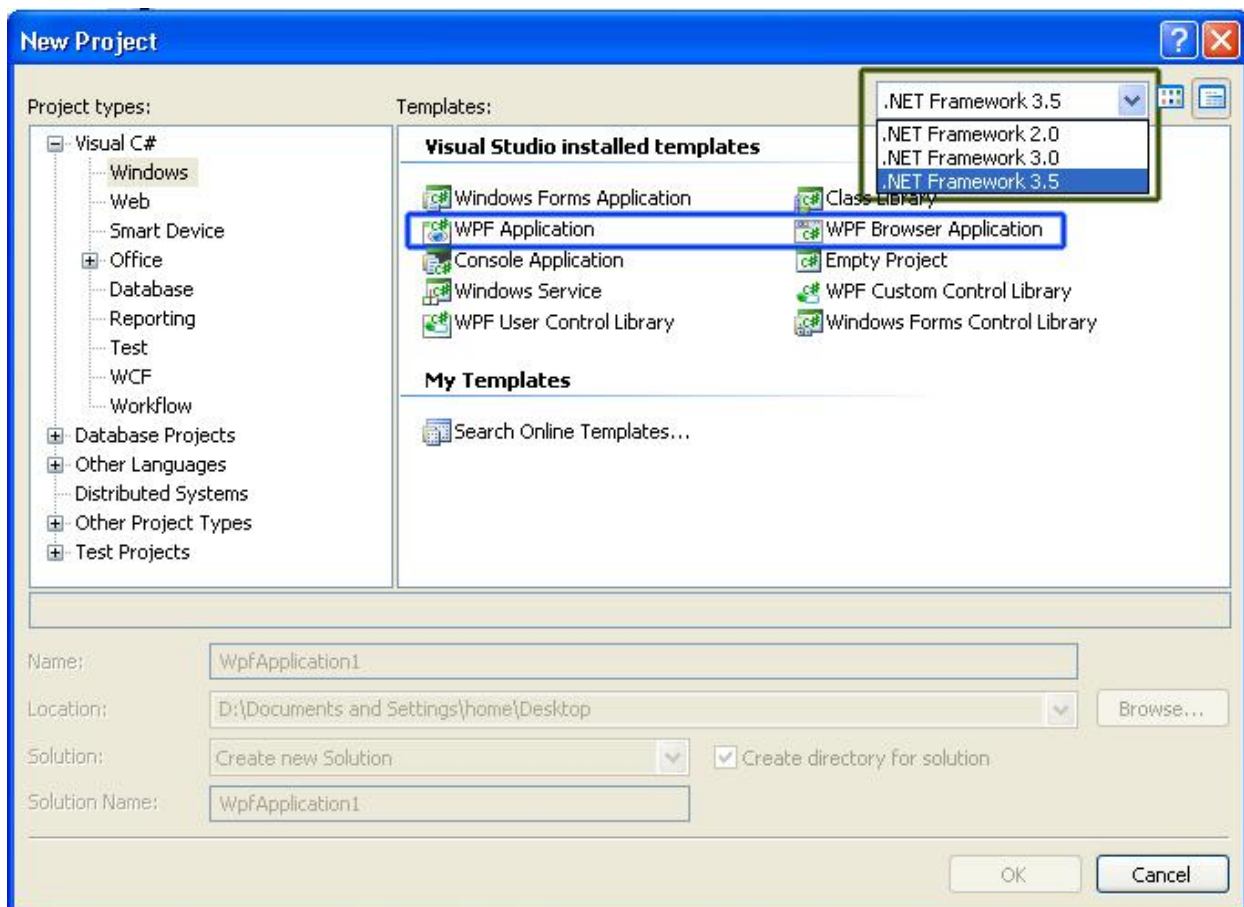 New Project
Project types:
Templates:
.NET Framework 3.5
.NET Framework 2.0
.NET Framework 3.0
.NET Framework 3.5
Visual C#
Windows
Web
Smart Device
Office
Database
Reporting
Test
WCF
Workflow
Database Projects
Other Languages
Distributed Systems
Other Project Types
Test Projects
Visual Studio installed templates
Windows Forms Application
Class Library
WPF Application
WPF Browser Application
Console Application
Empty Project
Windows Service
WPF Custom Control Library
WPF User Control Library
Windows Forms Control Library
My Templates
Search Online Templates...
Name:
WpfApplication1
Location:
D:\Documents and Settings\home\Desktop
Browse...
Solution:
Create new Solution
Create directory for solution
Solution Name:
WpfApplication1
OK
Cancel